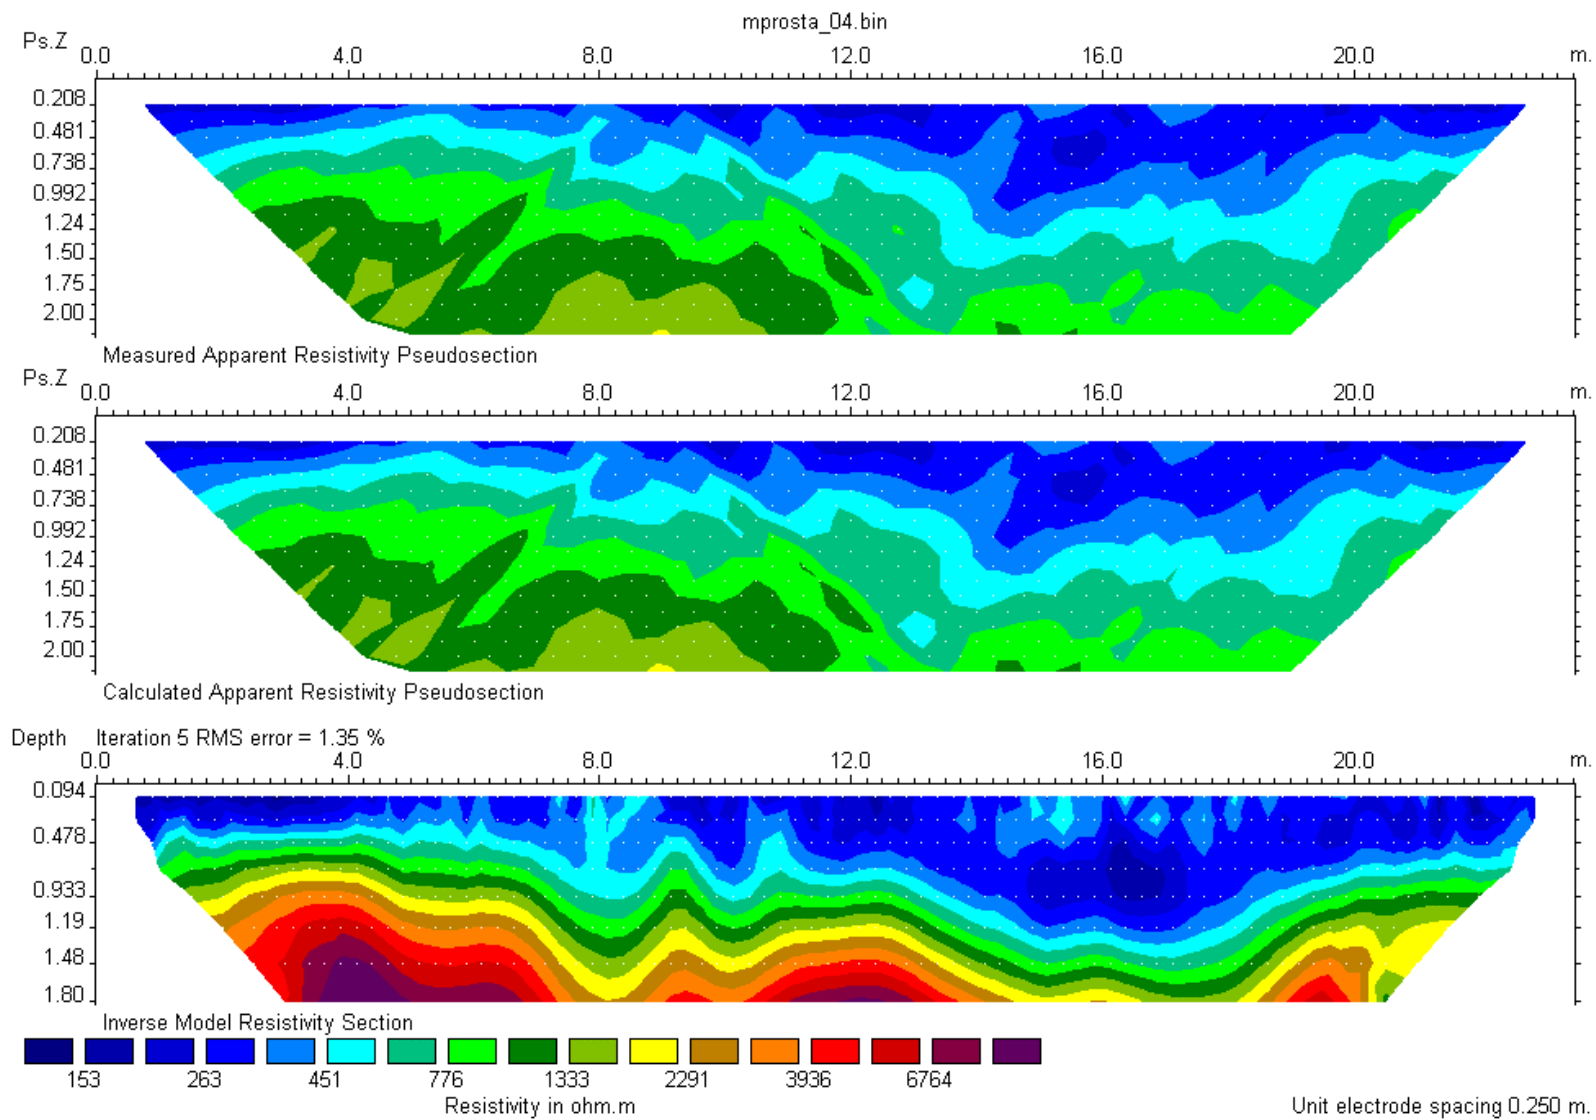 mprosta_04.bin
Ps.Z 0.0 4.0 8.0 12.0 16.0 20.0 m.
0.208
0.481
0.738
0.992
1.24
1.50
1.75
2.00
Measured Apparent Resistivity Pseudosection
Ps.Z 0.0 4.0 8.0 12.0 16.0 20.0 m.
0.208
0.481
0.738
0.992
1.24
1.50
1.75
2.00
Calculated Apparent Resistivity Pseudosection
Depth Iteration 5 RMS error = 1.35 %
0.0 4.0 8.0 12.0 16.0 20.0 m.
0.094
0.478
0.933
1.19
1.48
1.80
Inverse Model Resistivity Section
153 263 451 776 1333 2291 3936 6764
Resistivity in ohm.m
Unit electrode spacing 0.250 m.